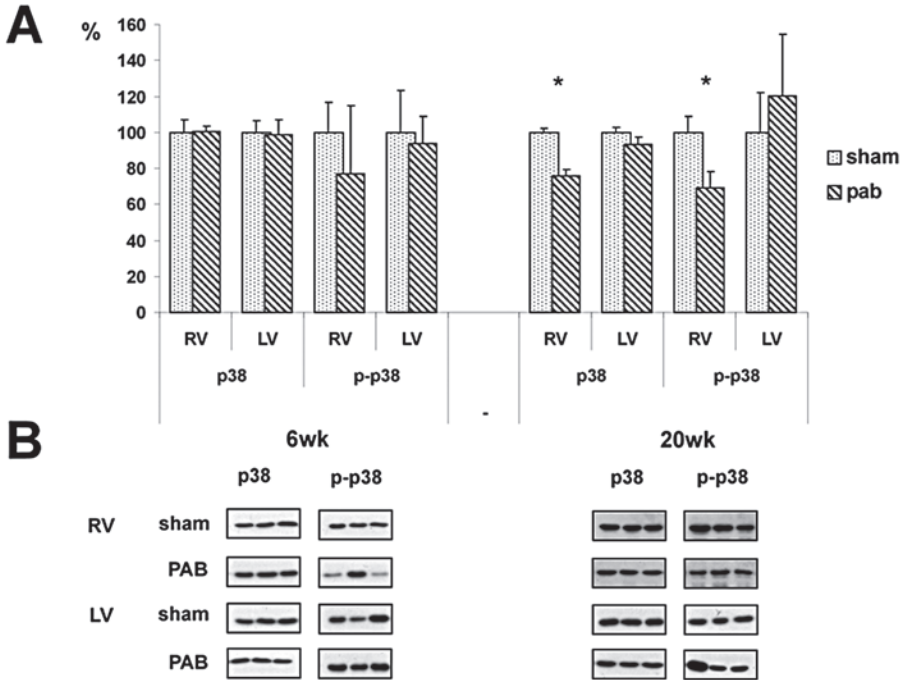 A
%
160
140
120
100
80
60
40
20
0
* *
sham
pab
RV LV RV LV RV LV RV LV
p38 p-p38 p38 p-p38
-
B
6wk 20wk
p38 p-p38 p38 p-p38
RV sham
PAB
LV sham
PAB